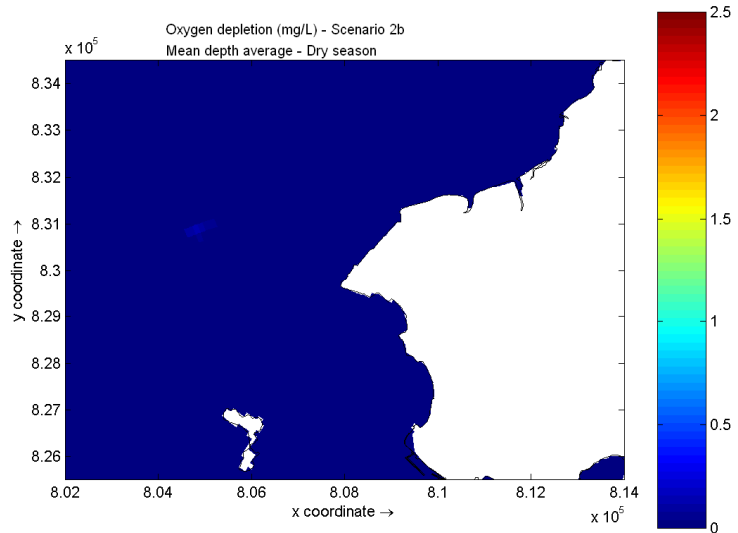 Oxygen depletion (mg/L) - Scenario 2b
Mean depth average - Dry season
x 10^5
8.34
8.33
8.32
8.31
8.3
8.29
8.28
8.27
8.26
y coordinate →
8.02 8.04 8.06 8.08 8.1 8.12 8.14
x coordinate →
x 10^5
2.5
2
1.5
1
0.5
0